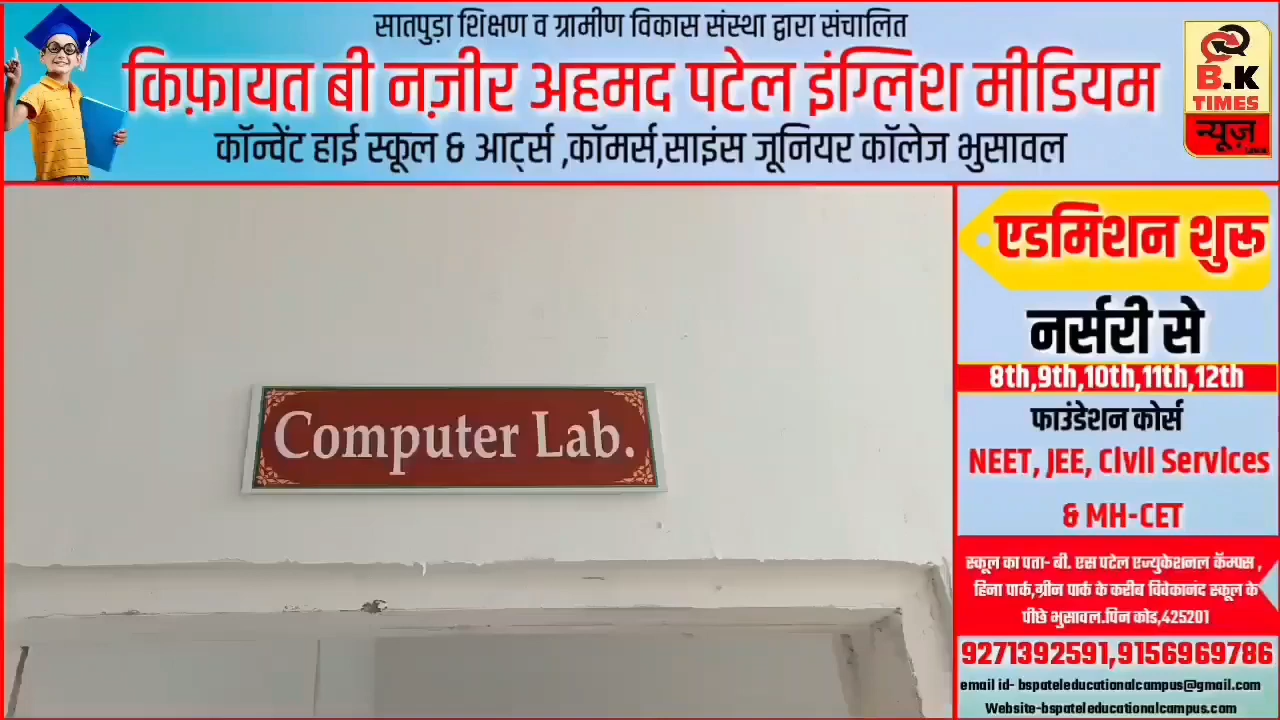 सातपुड़ा शिक्षण व ग्रामीण विकास संस्था द्वारा संचालित
किफ़ायत बी नज़ीर अहमद पटेल इंग्लिश मीडियम
कॉन्वेंट हाई स्कूल & आर्ट्स ,कॉमर्स,साइंस जूनियर कॉलेज भुसावल
B.K
TIMES
न्यूज़
एडमिशन शुरू
नर्सरी से
8th,9th,10th,11th,12th
फाउंडेशन कोर्स
NEET, JEE, Civil Services
& MH-CET
स्कूल का पता- बी. एस पटेल एज्युकेशनल कॅम्पस ,
हिना पार्क,ग्रीन पार्क के करीब विवेकानंद स्कूल के
पीछे भुसावल.पिन कोड,425201
9271392591,9156969786
email id- bspateleducationalcampus@gmail.com
Website-bspateleducationalcampus.com
Computer Lab.